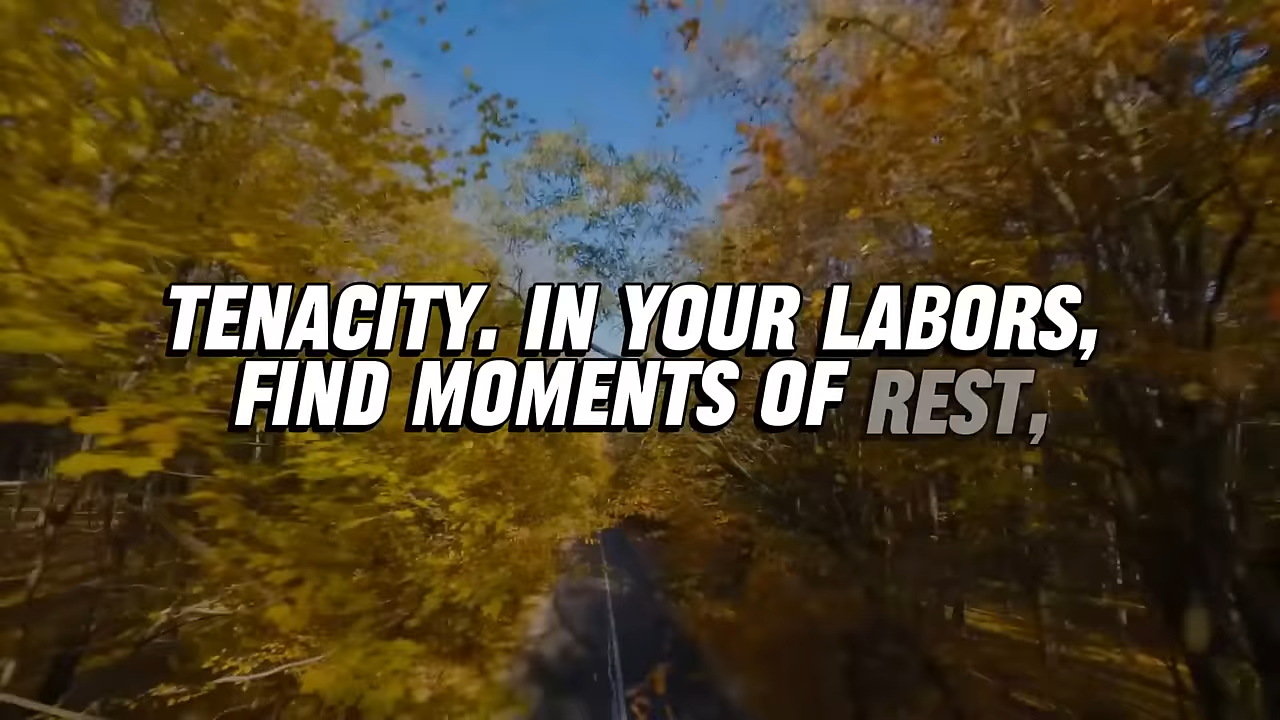 TENACITY. IN YOUR LABORS,
FIND MOMENTS OF REST,